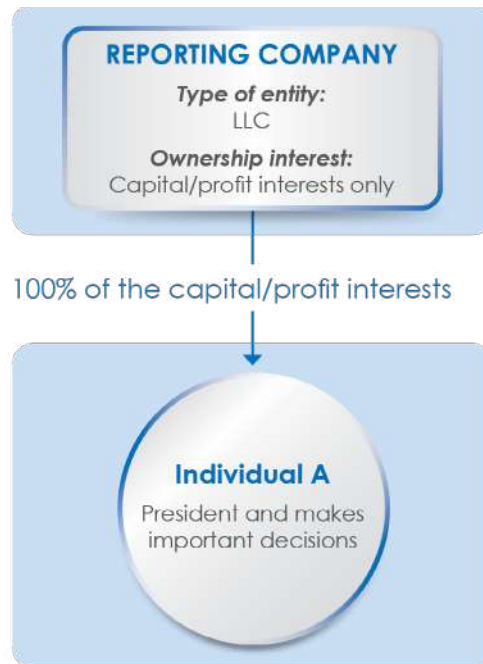 REPORTING COMPANY
Type of entity:
LLC
Ownership interest:
Capital/profit interests only
100% of the capital/profit interests
Individual A
President and makes
important decisions